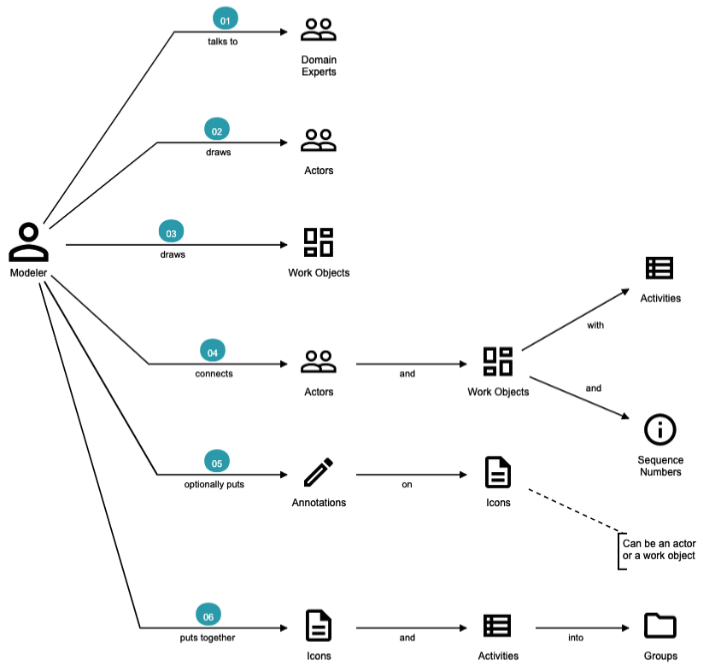 01
talks to
Domain
Experts
02
draws
Actors
03
draws
Work Objects
Modeler
Activities
with
04
connects
Actors
and
Work Objects
and
Sequence
Numbers
05
optionally puts
Annotations
on
Icons
Can be an actor
or a work object
06
puts together
Icons
and
Activities
into
Groups